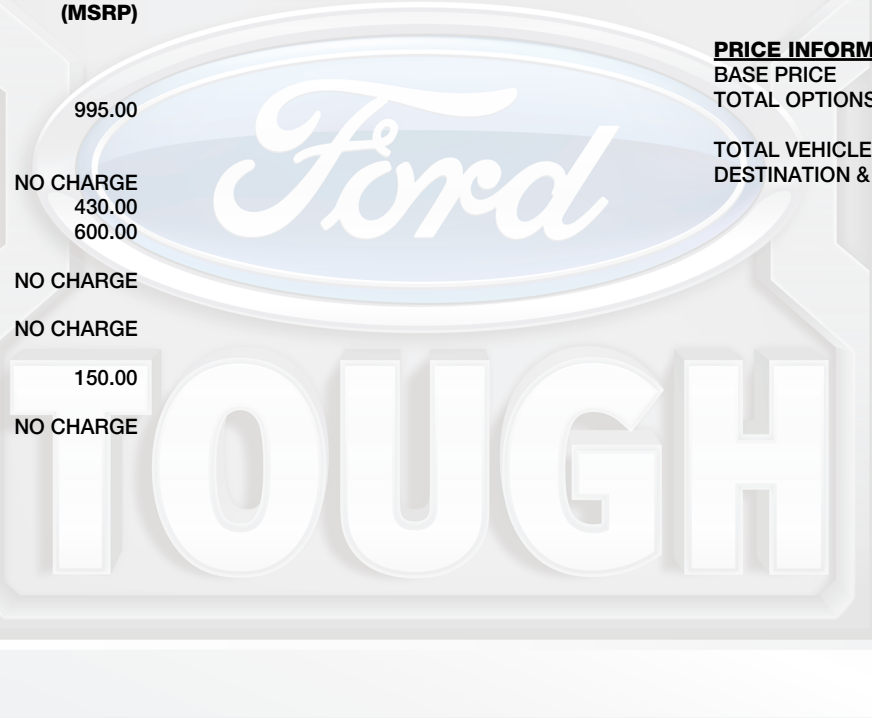 (MSRP)
995.00
NO CHARGE
430.00
600.00
NO CHARGE
NO CHARGE
150.00
NO CHARGE
PRICE INFORM
BASE PRICE
TOTAL OPTIONS
TOTAL VEHICLE
DESTINATION &
Ford
TOUGH